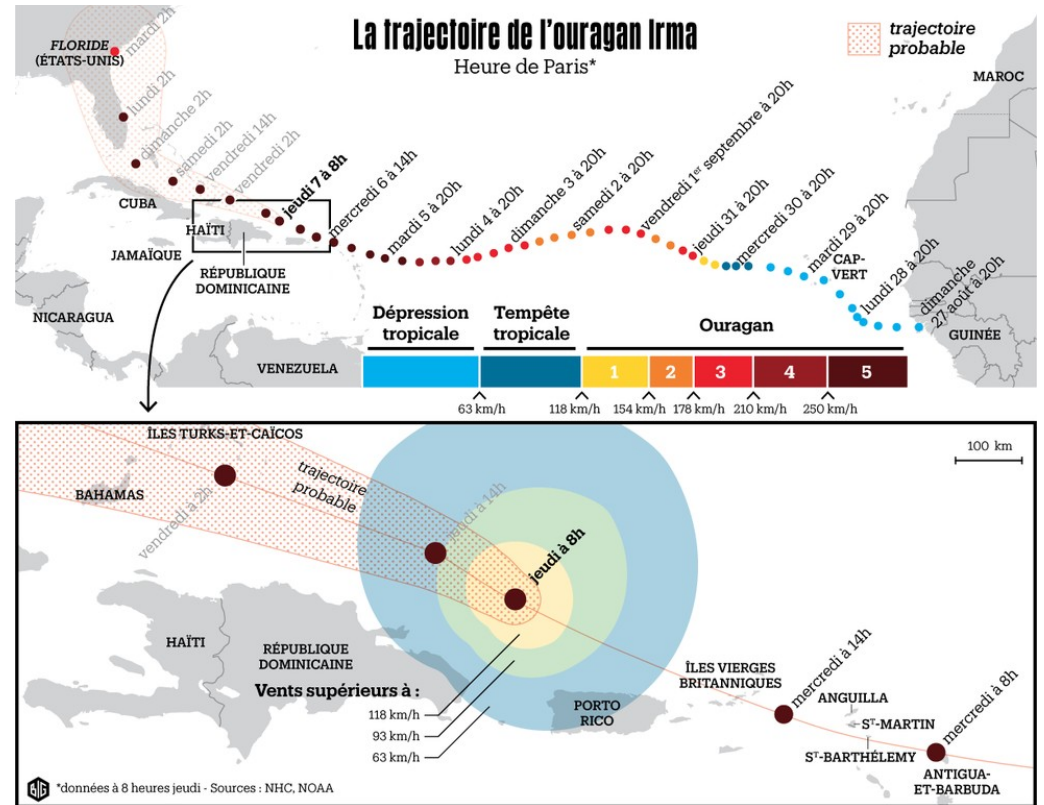 La trajectoire de l'ouragan Irma
Heure de Paris*
trajectoire
probable
FLORIDE
(ÉTATS-UNIS)
mardi 2h
lundi 2h
dimanche 2h
samedi 2h
vendredi 14h
vendredi 2h
jeudi 7 à 8h
mercredi 6 à 14h
mardi 5 à 20h
lundi 4 à 20h
dimanche 3 à 20h
samedi 2 à 20h
vendredi 1er septembre à 20h
jeudi 31 à 20h
mercredi 30 à 20h
mardi 29 à 20h
lundi 28 à 20h
dimanche
27 août à 20h
MAROC
CAP-
VERT
GUINÉE
CUBA
HAÏTI
JAMAÏQUE
RÉPUBLIQUE
DOMINICAINE
NICARAGUA
VENEZUELA
Dépression
tropicale
Tempête
tropicale
Ouragan
1 2 3 4 5
63 km/h 118 km/h 154 km/h 178 km/h 210 km/h 250 km/h
ÎLES TURKS-ET-CAÏCOS
100 km
BAHAMAS
trajectoire
probable
vendredi à 2h
jeudi à 14h
jeudi à 8h
HAÏTI
RÉPUBLIQUE
DOMINICAINE
Vents supérieurs à :
118 km/h
93 km/h
63 km/h
PORTO
RICO
ÎLES VIERGES
BRITANNIQUES
mercredi à 14h
ANGUILLA
ST-MARTIN
ST-BARTHÉLEMY
mercredi à 8h
ANTIGUA-
ET-BARBUDA
BIG
*données à 8 heures jeudi - Sources : NHC, NOAA